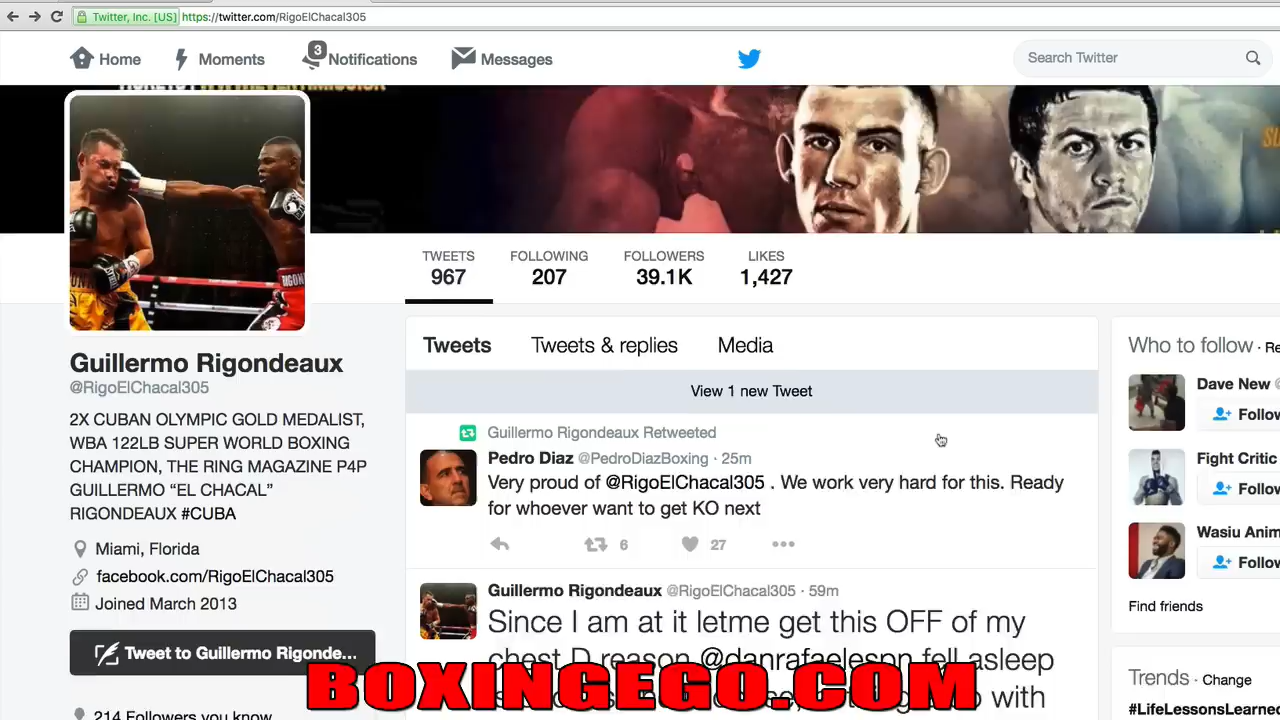 Twitter, Inc. [US] https://twitter.com/RigoElChacal305
Home
Moments
3
Notifications
Messages
Search Twitter
TWEETS
967
FOLLOWING
207
FOLLOWERS
39.1K
LIKES
1,427
Guillermo Rigondeaux
@RigoElChacal305
2X CUBAN OLYMPIC GOLD MEDALIST,
WBA 122LB SUPER WORLD BOXING
CHAMPION, THE RING MAGAZINE P4P
GUILLERMO “EL CHACAL”
RIGONDEAUX #CUBA
Miami, Florida
facebook.com/RigoElChacal305
Joined March 2013
Tweet to Guillermo Rigonde...
214 Followers you know
Tweets
Tweets & replies
Media
View 1 new Tweet
Guillermo Rigondeaux Retweeted
Pedro Diaz @PedroDiazBoxing · 25m
Very proud of @RigoElChacal305 . We work very hard for this. Ready
for whoever want to get KO next
6
27
Guillermo Rigondeaux @RigoElChacal305 · 59m
Since I am at it letme get this OFF of my
chest D reason @danrafaelespn fell asleep
with
Who to follow · Re
Dave New @
Follow
Fight Critic
Follow
Wasiu Anim
Follow
Find friends
Trends · Change
#LifeLessonsLearned
BOXINGEGO.COM